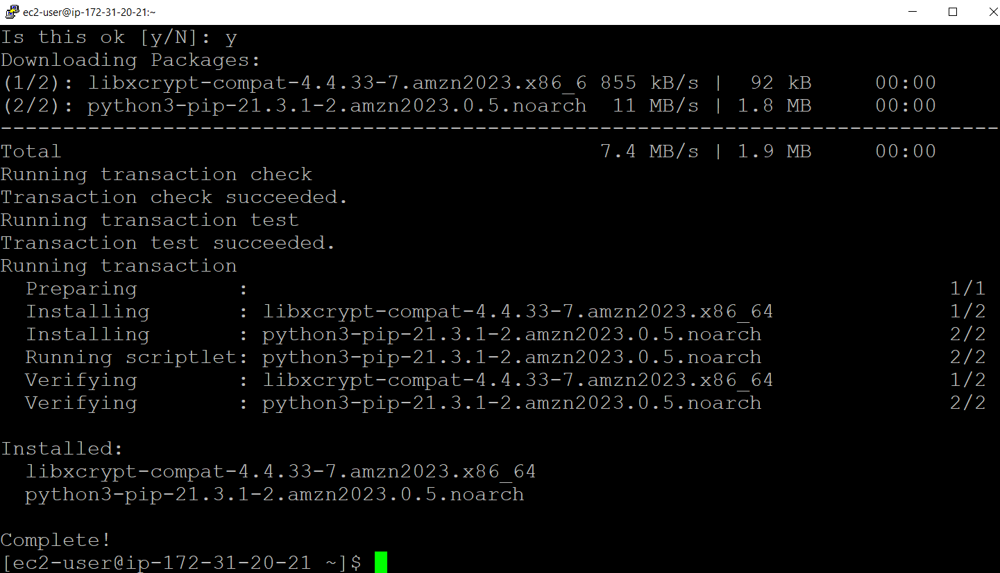 ec2-user@ip-172-31-20-21:~
Is this ok [y/N]: y
Downloading Packages:
(1/2): libxcrypt-compat-4.4.33-7.amzn2023.x86_6 855 kB/s |  92 kB     00:00
(2/2): python3-pip-21.3.1-2.amzn2023.0.5.noarch  11 MB/s | 1.8 MB     00:00
--------------------------------------------------------------------------------
Total                                           7.4 MB/s | 1.9 MB     00:00
Running transaction check
Transaction check succeeded.
Running transaction test
Transaction test succeeded.
Running transaction
  Preparing        :                                                        1/1
  Installing       : libxcrypt-compat-4.4.33-7.amzn2023.x86_64              1/2
  Installing       : python3-pip-21.3.1-2.amzn2023.0.5.noarch               2/2
  Running scriptlet: python3-pip-21.3.1-2.amzn2023.0.5.noarch               2/2
  Verifying        : libxcrypt-compat-4.4.33-7.amzn2023.x86_64              1/2
  Verifying        : python3-pip-21.3.1-2.amzn2023.0.5.noarch               2/2
Installed:
  libxcrypt-compat-4.4.33-7.amzn2023.x86_64
  python3-pip-21.3.1-2.amzn2023.0.5.noarch
Complete!
[ec2-user@ip-172-31-20-21 ~]$